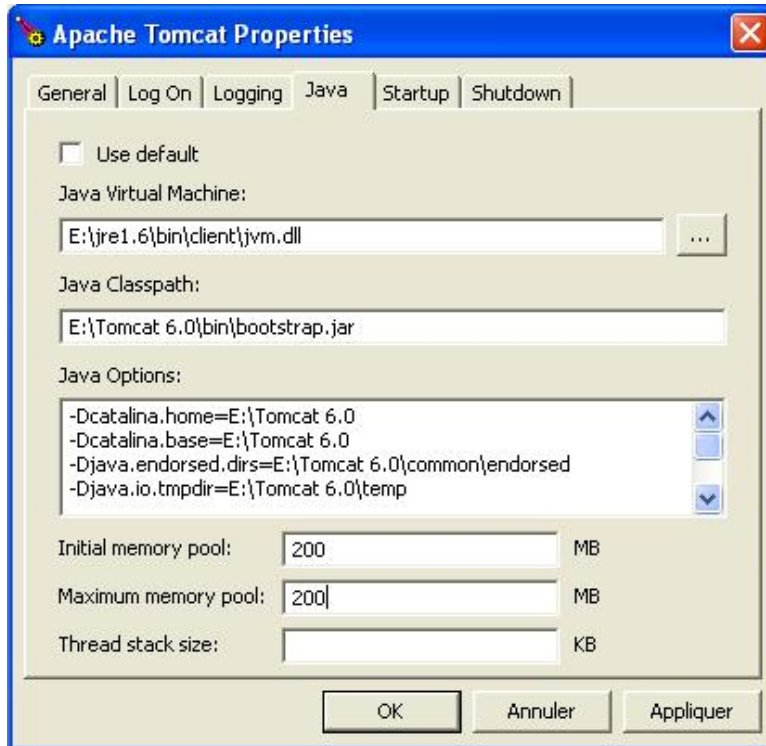 Apache Tomcat Properties
General Log On Logging Java Startup Shutdown
Use default
Java Virtual Machine:
E:\jre1.6\bin\client\jvm.dll ...
Java Classpath:
E:\Tomcat 6.0\bin\bootstrap.jar
Java Options:
-Dcatalina.home=E:\Tomcat 6.0
-Dcatalina.base=E:\Tomcat 6.0
-Djava.endorsed.dirs=E:\Tomcat 6.0\common\endorsed
-Djava.io.tmpdir=E:\Tomcat 6.0\temp
Initial memory pool: 200 MB
Maximum memory pool: 200 MB
Thread stack size: KB
OK Annuler Appliquer